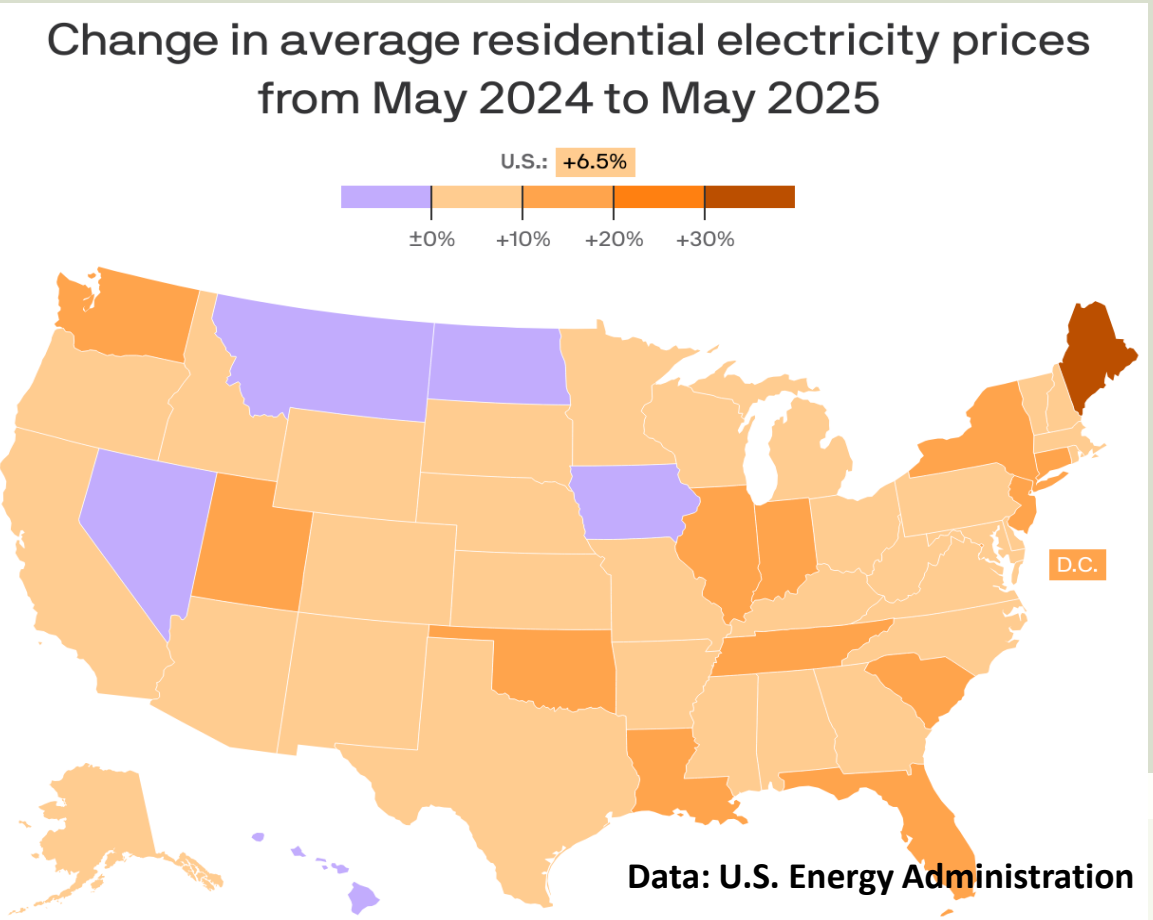 Change in average residential electricity prices
from May 2024 to May 2025
U.S.: +6.5%
±0% +10% +20% +30%
D.C.
Data: U.S. Energy Administration